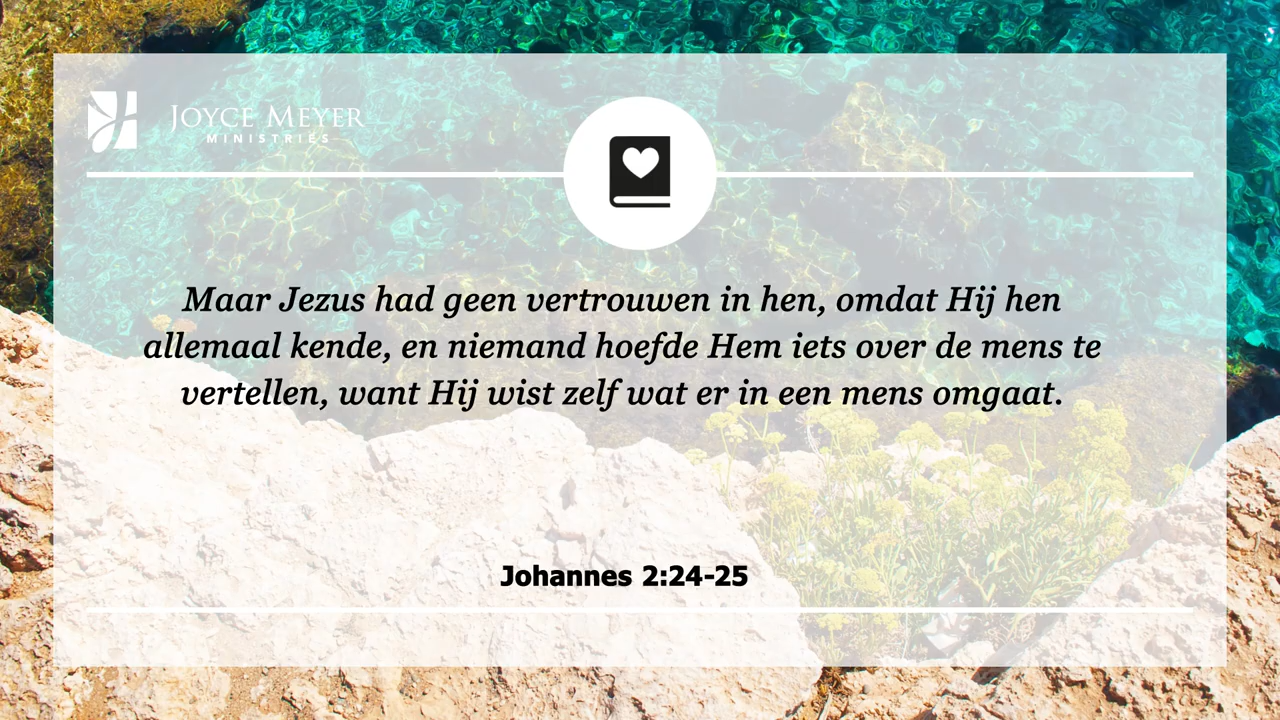 JOYCE MEYER
MINISTRIES
Maar Jezus had geen vertrouwen in hen, omdat Hij hen
allemaal kende, en niemand hoefde Hem iets over de mens te
vertellen, want Hij wist zelf wat er in een mens omgaat.
Johannes 2:24-25